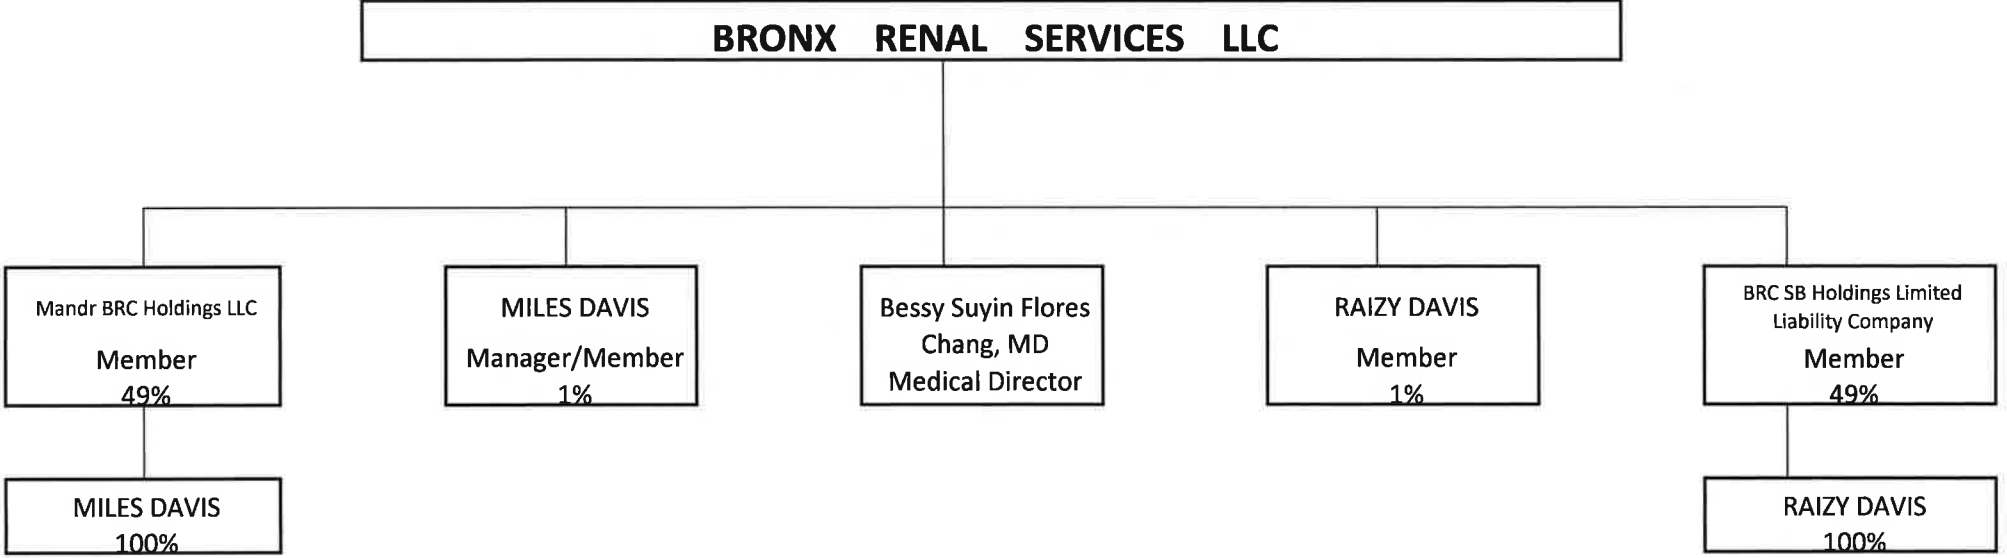 BRONX RENAL SERVICES LLC
Mandr BRC Holdings LLC
Member
49%
MILES DAVIS
Manager/Member
1%
Bessy Suyin Flores
Chang, MD
Medical Director
RAIZY DAVIS
Member
1%
BRC SB Holdings Limited
Liability Company
Member
49%
MILES DAVIS
100%
RAIZY DAVIS
100%